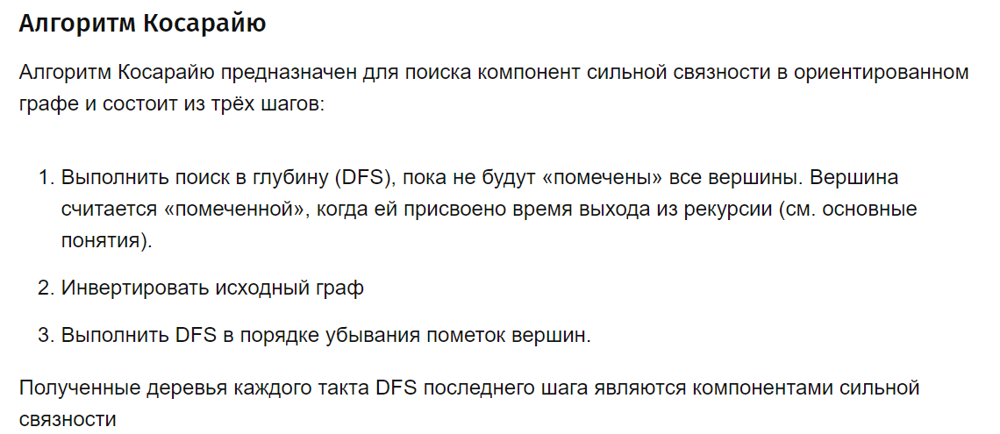 Алгоритм Косарайю
Алгоритм Косарайю предназначен для поиска компонент сильной связности в ориентированном
графе и состоит из трёх шагов:
1. Выполнить поиск в глубину (DFS), пока не будут «помечены» все вершины. Вершина
считается «помеченной», когда ей присвоено время выхода из рекурсии (см. основные
понятия).
2. Инвертировать исходный граф
3. Выполнить DFS в порядке убывания пометок вершин.
Полученные деревья каждого такта DFS последнего шага являются компонентами сильной
связности